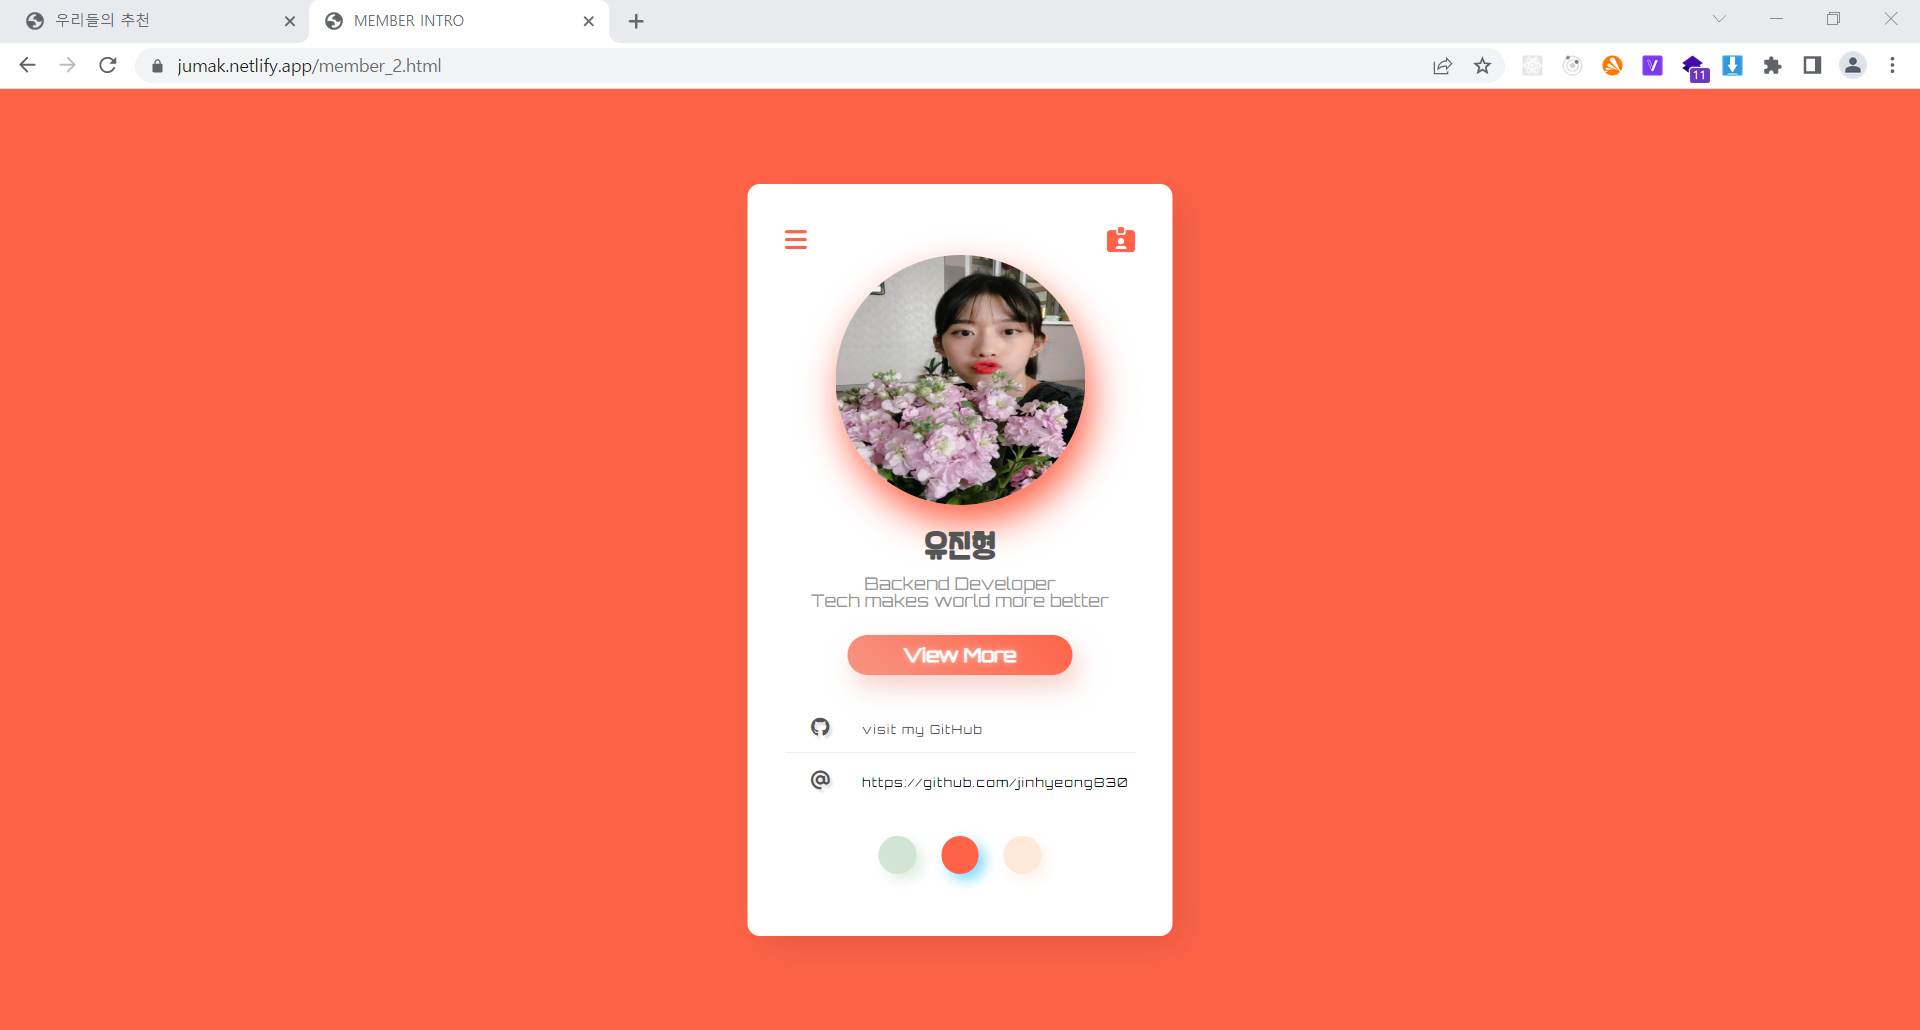 우리들의 추천
MEMBER INTRO
jumak.netlify.app/member_2.html
11
유진형
Backend Developer
Tech makes world more better
View More
visit my GitHub
https://github.com/jinhyeong830